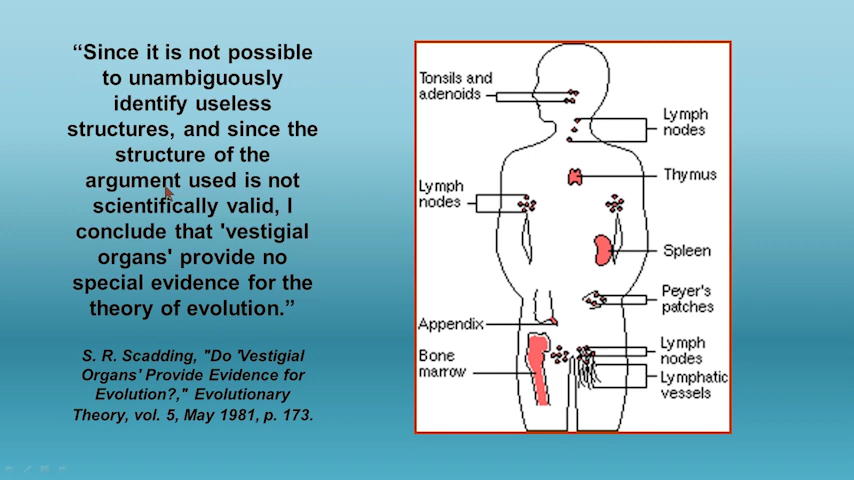 “Since it is not possible
to unambiguously
identify useless
structures, and since the
structure of the
argument used is not
scientifically valid, I
conclude that 'vestigial
organs' provide no
special evidence for the
theory of evolution.”
S. R. Scadding, "Do 'Vestigial
Organs' Provide Evidence for
Evolution?," Evolutionary
Theory, vol. 5, May 1981, p. 173.
Tonsils and
adenoids
Lymph
nodes
Thymus
Lymph
nodes
Spleen
Peyer's
patches
Appendix
Bone
marrow
Lymph
nodes
Lymphatic
vessels